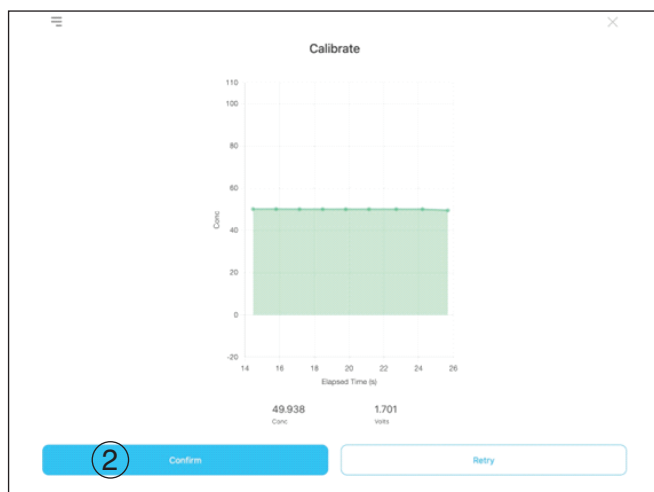 Calibrate
110
100
80
60
40
20
0
-20
Conc
14 16 18 20 22 24 26
Elapsed Time (s)
49.938 1.701
Conc Volts
2 Confirm Retry